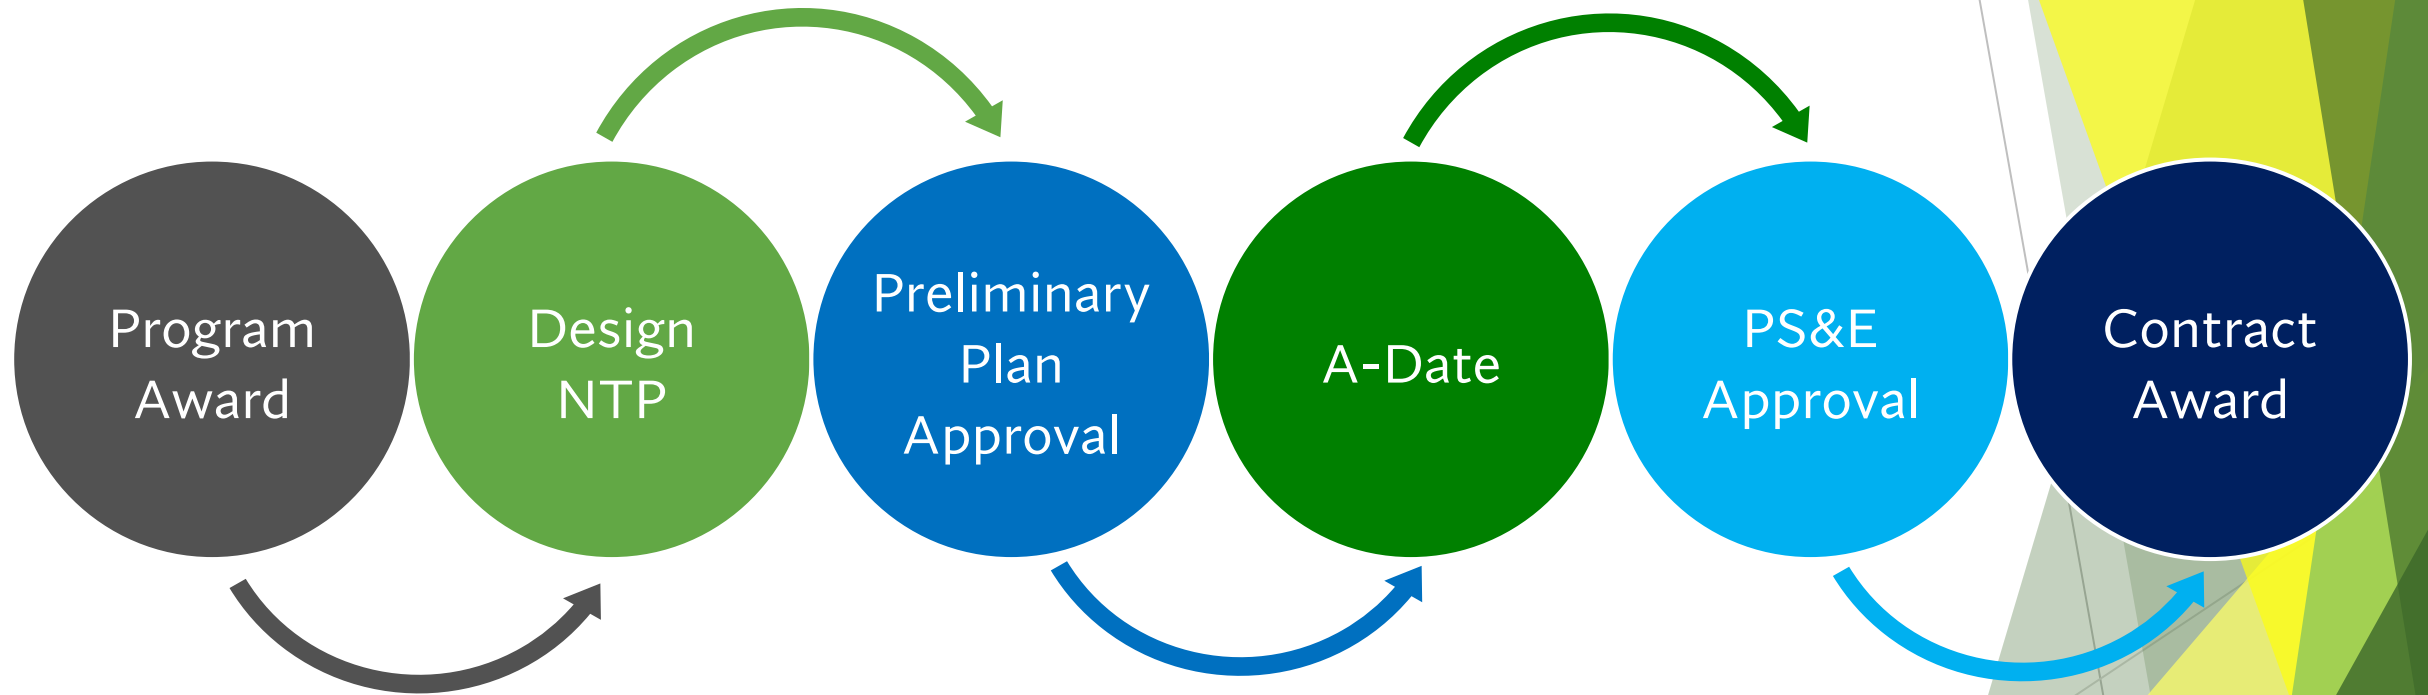 Program
Award
Design
NTP
Preliminary
Plan
Approval
A-Date
PS&E
Approval
Contract
Award